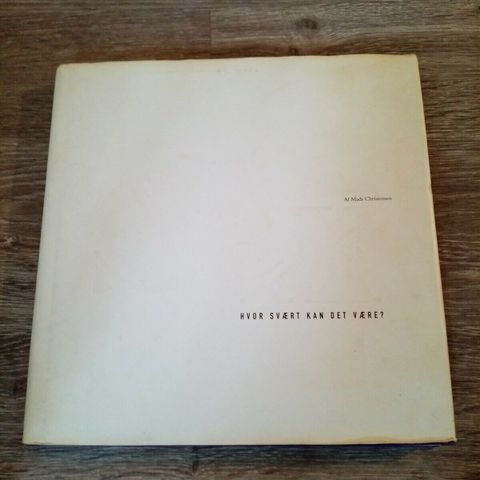 Af Mads Christensen
HVOR SVÆRT KAN DET VÆRE?